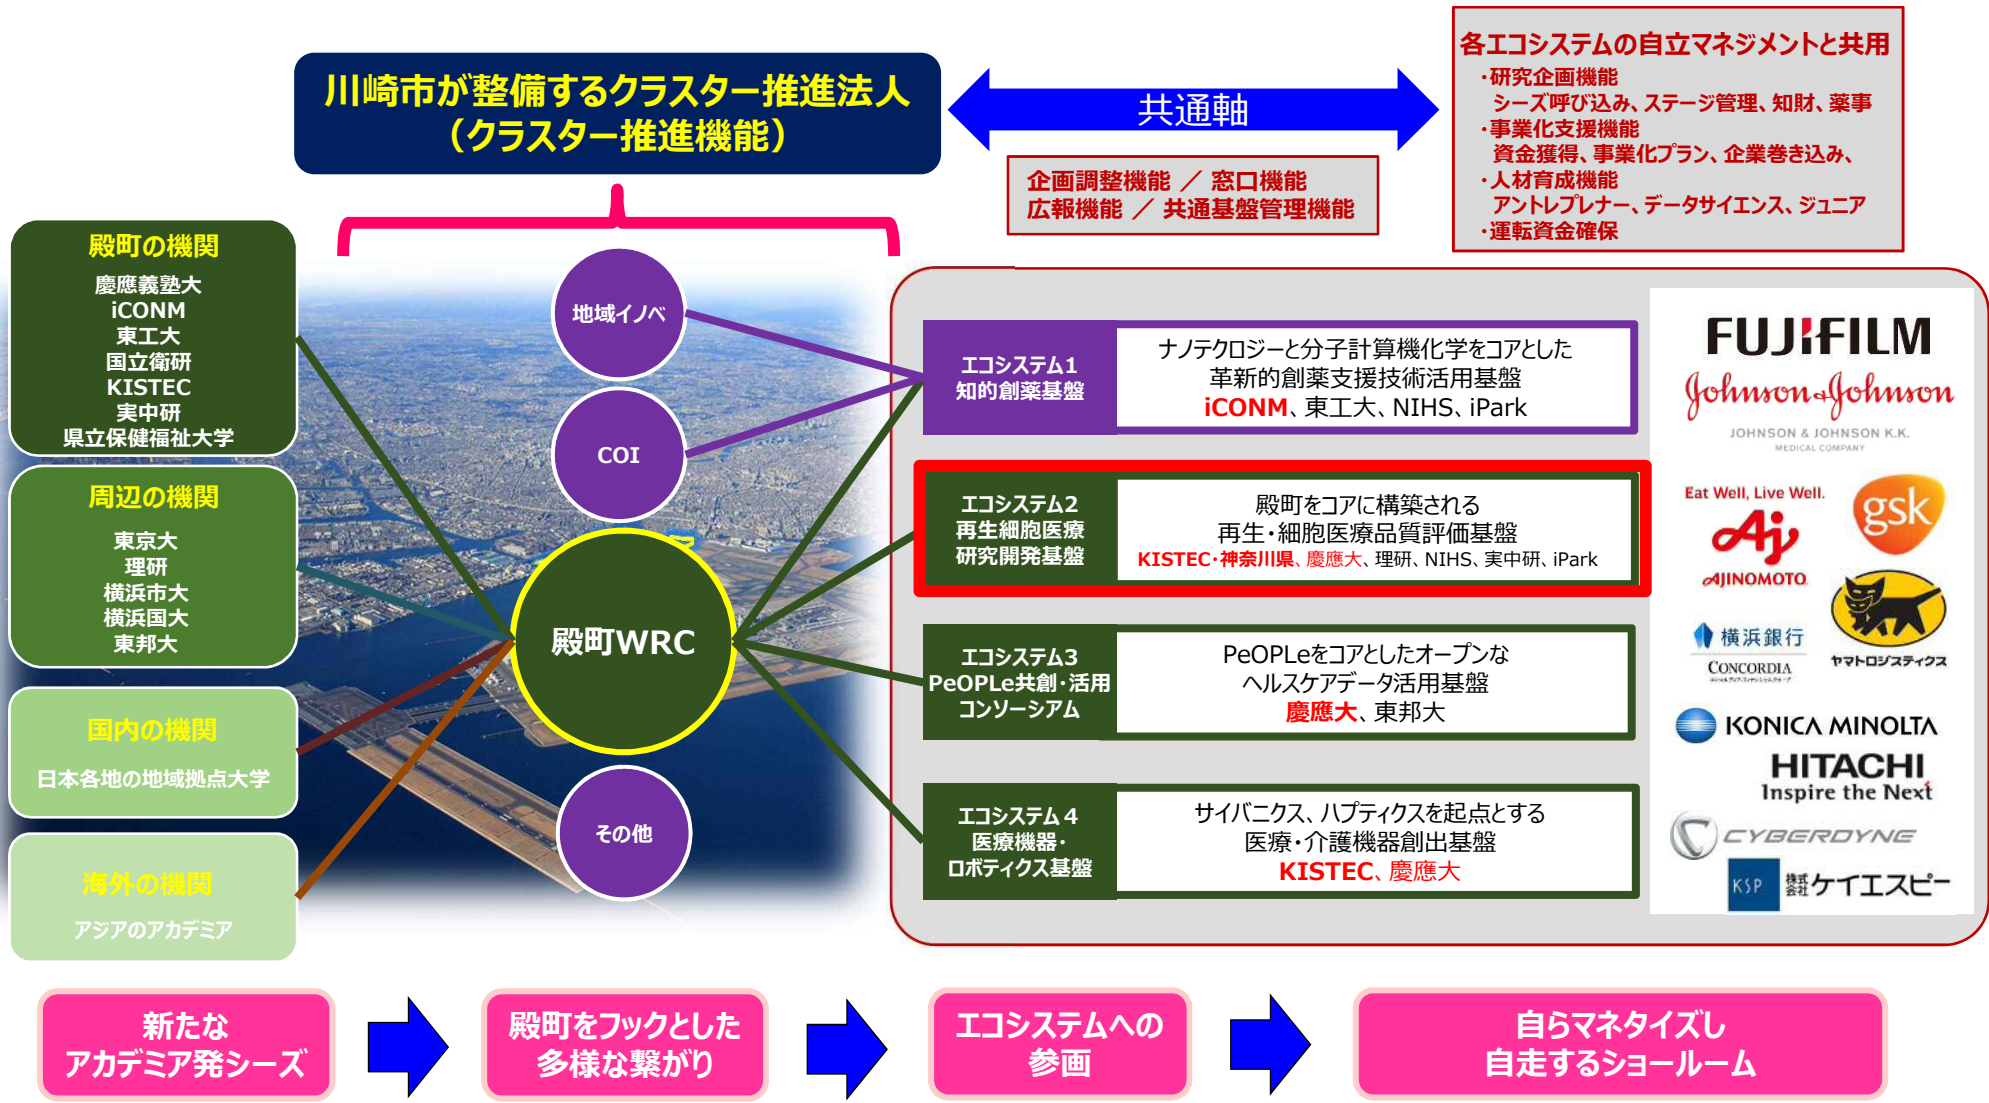 川崎市が整備するクラスター推進法人
(クラスター推進機能)
共通軸
企画調整機能 ／ 窓口機能
広報機能 ／ 共通基盤管理機能
各エコシステムの自立マネジメントと共用
・研究企画機能
シーズ呼び込み、ステージ管理、知財、薬事
・事業化支援機能
資金獲得、事業化プラン、企業巻き込み、
・人材育成機能
アントレプレナー、データサイエンス、ジュニア
・運転資金確保
殿町の機関
慶應義塾大
iCONM
東工大
国立衛研
KISTEC
実中研
県立保健福祉大学
周辺の機関
東京大
理研
横浜市大
横浜国大
東邦大
国内の機関
日本各地の地域拠点大学
海外の機関
アジアのアカデミア
地域イノベ
COI
殿町WRC
その他
エコシステム1
知的創薬基盤
ナノテクロジーと分子計算機化学をコアとした
革新的創薬支援技術活用基盤
iCONM、東工大、NIHS、iPark
エコシステム2
再生細胞医療
研究開発基盤
殿町をコアに構築される
再生・細胞医療品質評価基盤
KISTEC・神奈川県、慶應大、理研、NIHS、実中研、iPark
エコシステム3
PeOPLe共創・活用
コンソーシアム
PeOPLeをコアとしたオープンな
ヘルスケアデータ活用基盤
慶應大、東邦大
エコシステム４
医療機器・
ロボティクス基盤
サイバニクス、ハプティクスを起点とする
医療・介護機器創出基盤
KISTEC、慶應大
FUJIFILM
Johnson&Johnson
JOHNSON & JOHNSON K.K.
MEDICAL COMPANY
Eat Well, Live Well.
Aj
AJINOMOTO
gsk
横浜銀行
CONCORDIA
ヤマトロジスティクス
KONICA MINOLTA
HITACHI
Inspire the Next
CYBERDYNE
KSP 株式会社ケイエスピー
新たな
アカデミア発シーズ
殿町をフックとした
多様な繋がり
エコシステムへの
参画
自らマネタイズし
自走するショールーム